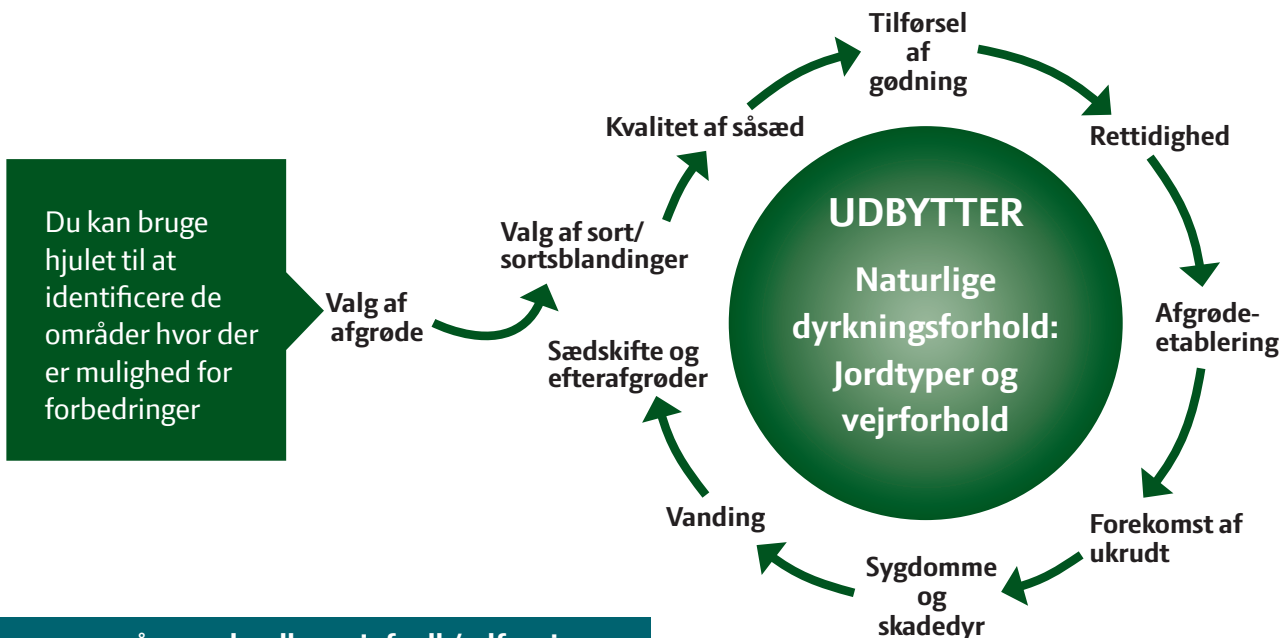 Du kan bruge
hjulet til at
identificere de
områder hvor der
er mulighed for
forbedringer
Valg af
afgrøde
Valg af sort/
sortsblandinger
Kvalitet af såsæd
Tilførsel
af
gødning
Rettidighed
Afgrøde-
etablering
Forekomst af
ukrudt
Sygdomme
og
skadedyr
Vanding
Sædskifte og
efterafgrøder
UDBYTTER
Naturlige
dyrkningsforhold:
Jordtyper og
vejrforhold